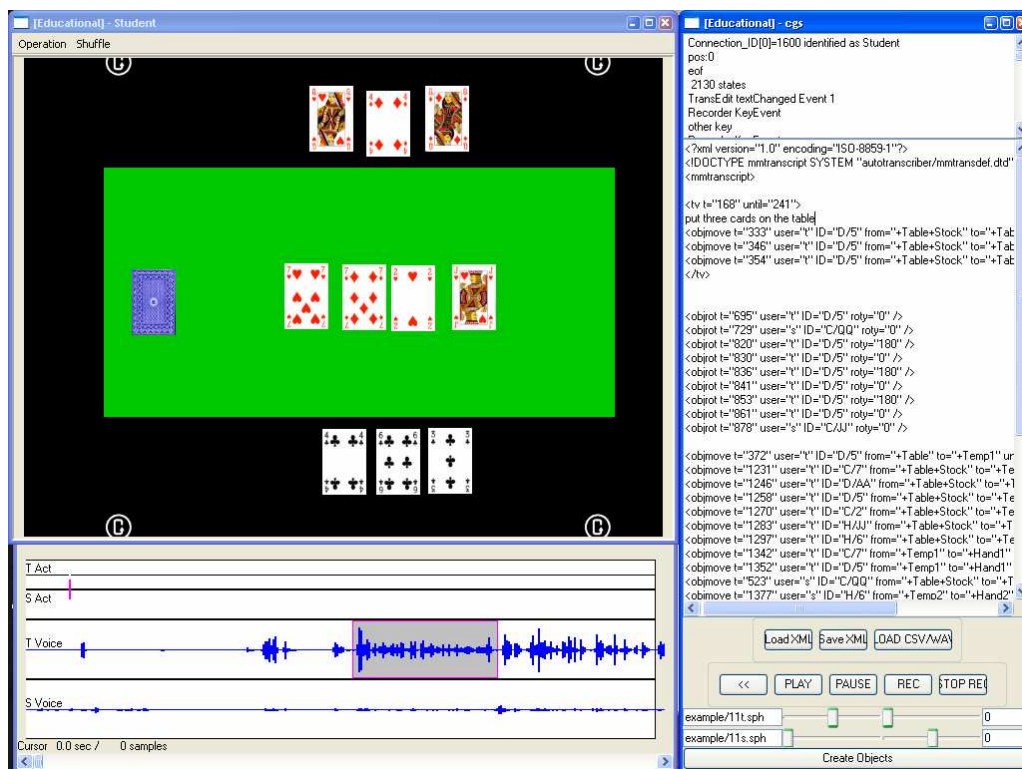 [Educational] - Student
Operation Shuffle
T Act
S Act
T Voice
S Voice
Cursor 0.0 sec / 0 samples
[Educational] - cgs
Connection_ID[0]=1600 identified as Student
pos:0
eof
2130 states
TransEdit textChanged Event 1
Recorder KeyEvent
other key
<?xml version="1.0" encoding="ISO-8859-1"?>
<!DOCTYPE mmtranscript SYSTEM "autotranscriber/mmtransdef.dtd"
<mmtranscript>
<tv t="168" until="241">
put three cards on the table
<objmove t="333" user="t" ID="D/5" from="+Table+Stock" to="+Tab
<objmove t="346" user="t" ID="D/5" from="+Table+Stock" to="+Tab
<objmove t="354" user="t" ID="D/5" from="+Table+Stock" to="+Tab
</tv>
<objrot t="695" user="t" ID="D/5" roty="0" />
<objrot t="729" user="s" ID="C/QQ" roty="0" />
<objrot t="820" user="t" ID="D/5" roty="180" />
<objrot t="830" user="t" ID="D/5" roty="0" />
<objrot t="836" user="t" ID="D/5" roty="180" />
<objrot t="841" user="t" ID="D/5" roty="0" />
<objrot t="853" user="t" ID="D/5" roty="180" />
<objrot t="861" user="t" ID="D/5" roty="0" />
<objrot t="878" user="s" ID="C/JJ" roty="0" />
<objmove t="372" user="t" ID="D/5" from="+Table" to="+Temp1" un
<objmove t="1231" user="t" ID="C/7" from="+Table+Stock" to="+Te
<objmove t="1246" user="t" ID="D/AA" from="+Table+Stock" to="+T
<objmove t="1258" user="t" ID="D/5" from="+Table+Stock" to="+Te
<objmove t="1270" user="t" ID="C/2" from="+Table+Stock" to="+Te
<objmove t="1283" user="t" ID="H/JJ" from="+Table+Stock" to="+T
<objmove t="1297" user="t" ID="H/6" from="+Table+Stock" to="+Te
<objmove t="1342" user="t" ID="C/7" from="+Temp1" to="+Hand1"
<objmove t="1352" user="t" ID="D/5" from="+Temp1" to="+Hand1"
<objmove t="523" user="s" ID="C/QQ" from="+Table+Stock" to="+T
<objmove t="1377" user="s" ID="H/6" from="+Temp2" to="+Hand2"
Load XML Save XML LOAD CSV/WAV
<< PLAY PAUSE REC STOP REC
example/11t.sph 0
example/11s.sph 0
Create Objects